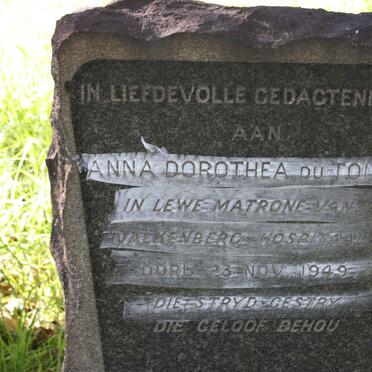 IN LIEFDEVOLLE GEDAGTEN
AAN
ANNA DOROTHEA DU TOI
IN LEWE MATRONE VAN
VALKENBERG-HOSPITAAL
OORL. 23 NOV. 1949
DIE STRYD GESTRY
DIE GELOOF BEHOU